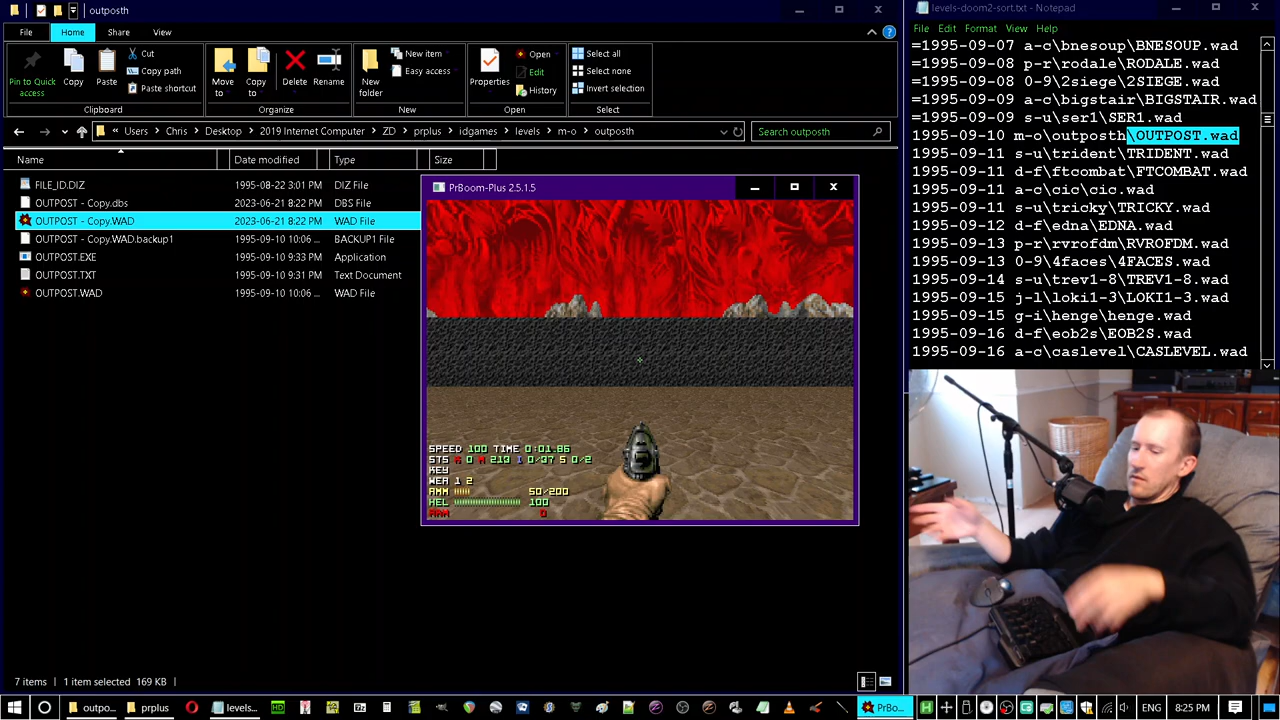 outposth
File Home Share View
Pin to Quick access
Copy
Paste
Cut
Copy path
Paste shortcut
Clipboard
Move to
Copy to
Delete
Rename
Organize
New folder
New item
Easy access
New
Properties
Open
Edit
History
Open
Select all
Select none
Invert selection
Select
« Users › Chris › Desktop › 2019 Internet Computer › ZD › prplus › idgames › levels › m-o › outposth
Search outposth
Name Date modified Type Size
FILE_ID.DIZ 1995-08-22 3:01 PM DIZ File
OUTPOST - Copy.dbs 2023-06-21 8:22 PM DBS File
OUTPOST - Copy.WAD 2023-06-21 8:22 PM WAD File
OUTPOST - Copy.WAD.backup1 1995-09-10 10:06 ... BACKUP1 File
OUTPOST.EXE 1995-09-10 9:33 PM Application
OUTPOST.TXT 1995-09-10 9:31 PM Text Document
OUTPOST.WAD 1995-09-10 10:06 ... WAD File
PrBoom-Plus 2.5.1.5
SPEED 100 TIME 0:01.86
STS K 0 M 213 I 0/37 S 0/2
KEY
WEA 1 2
AMM 50/200
HEL 100
ARM 0
7 items 1 item selected 169 KB
levels-doom2-sort.txt - Notepad
File Edit Format View Help
=1995-09-07 a-c\bnesoup\BNESOUP.wad
=1995-09-08 p-r\rodale\RODALE.wad
=1995-09-08 0-9\2siege\2SIEGE.wad
=1995-09-09 a-c\bigstair\BIGSTAIR.wad
=1995-09-09 s-u\ser1\SER1.wad
1995-09-10 m-o\outposth\OUTPOST.wad
1995-09-11 s-u\trident\TRIDENT.wad
1995-09-11 d-f\ftcombat\FTCOMBAT.wad
1995-09-11 a-c\cic\cic.wad
1995-09-11 s-u\tricky\TRICKY.wad
1995-09-12 d-f\edna\EDNA.wad
1995-09-13 p-r\rvrofdm\RVROFDM.wad
1995-09-13 0-9\4faces\4FACES.wad
1995-09-14 s-u\trev1-8\TREV1-8.wad
1995-09-15 j-l\loki1-3\LOKI1-3.wad
1995-09-15 g-i\henge\henge.wad
1995-09-16 d-f\eob2s\EOB2S.wad
1995-09-16 a-c\caslevel\CASLEVEL.wad
outpo... prplus levels... PrBo... ENG 8:25 PM